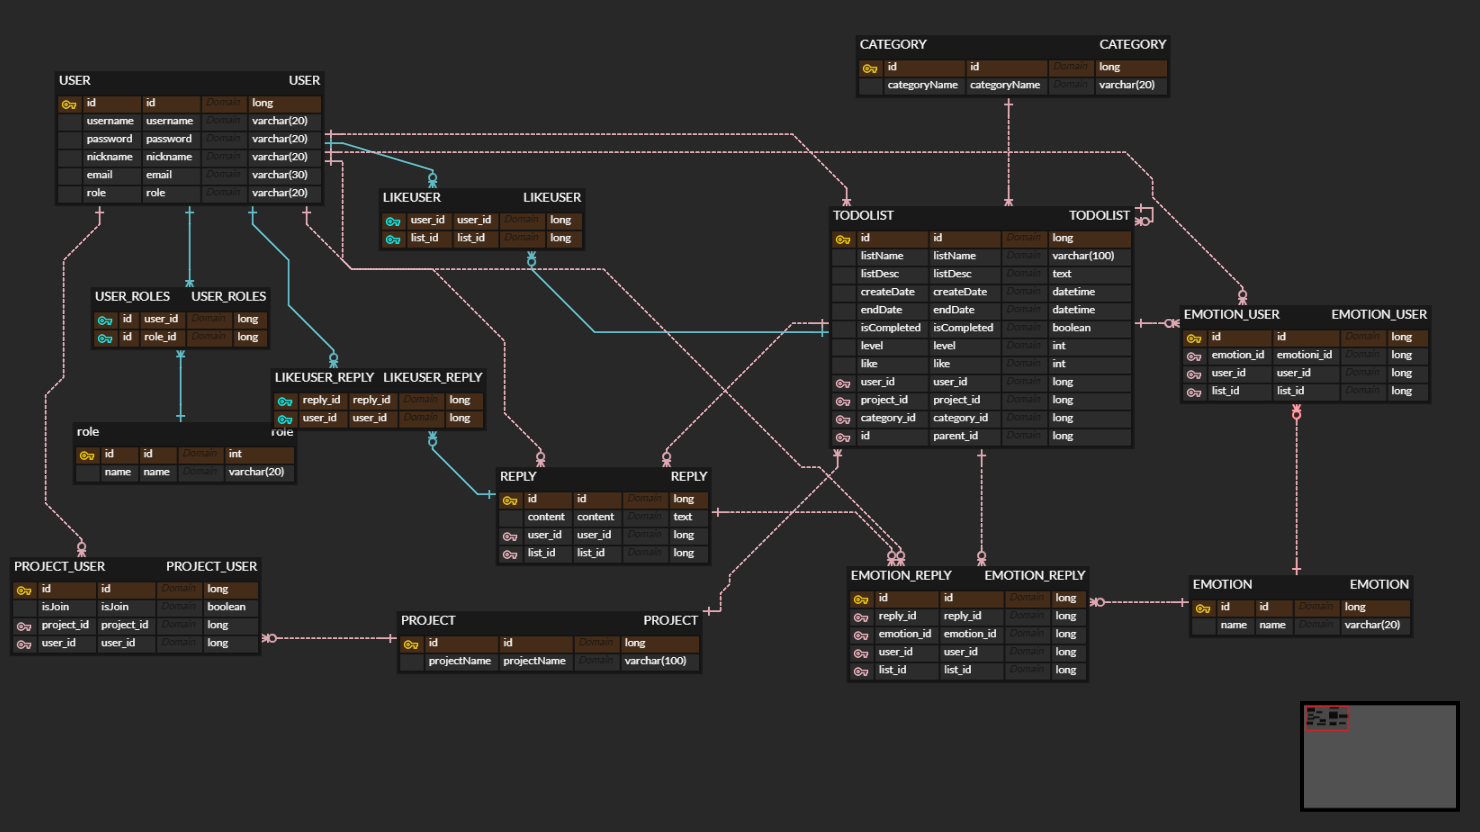 CATEGORY CATEGORY
id id Domain long
categoryName categoryName Domain varchar(20)
USER USER
id id Domain long
username username Domain varchar(20)
password password Domain varchar(20)
nickname nickname Domain varchar(20)
email email Domain varchar(30)
role role Domain varchar(20)
LIKEUSER LIKEUSER
user_id user_id Domain long
list_id list_id Domain long
TODOLIST TODOLIST
id id Domain long
listName listName Domain varchar(100)
listDesc listDesc Domain text
createDate createDate Domain datetime
endDate endDate Domain datetime
isCompleted isCompleted Domain boolean
level level Domain int
like like Domain int
user_id user_id Domain long
project_id project_id Domain long
category_id category_id Domain long
id parent_id Domain long
USER_ROLES USER_ROLES
id user_id Domain long
id role_id Domain long
EMOTION_USER EMOTION_USER
id id Domain long
emotion_id emotioni_id Domain long
user_id user_id Domain long
list_id list_id Domain long
LIKEUSER_REPLY LIKEUSER_REPLY
reply_id reply_id Domain long
user_id user_id Domain long
role role
id id Domain int
name name Domain varchar(20)
REPLY REPLY
id id Domain long
content content Domain text
user_id user_id Domain long
list_id list_id Domain long
PROJECT_USER PROJECT_USER
id id Domain long
isJoin isJoin Domain boolean
project_id project_id Domain long
user_id user_id Domain long
EMOTION_REPLY EMOTION_REPLY
id id Domain long
reply_id reply_id Domain long
emotion_id emotion_id Domain long
user_id user_id Domain long
list_id list_id Domain long
EMOTION EMOTION
id id Domain long
name name Domain varchar(20)
PROJECT PROJECT
id id Domain long
projectName projectName Domain varchar(100)